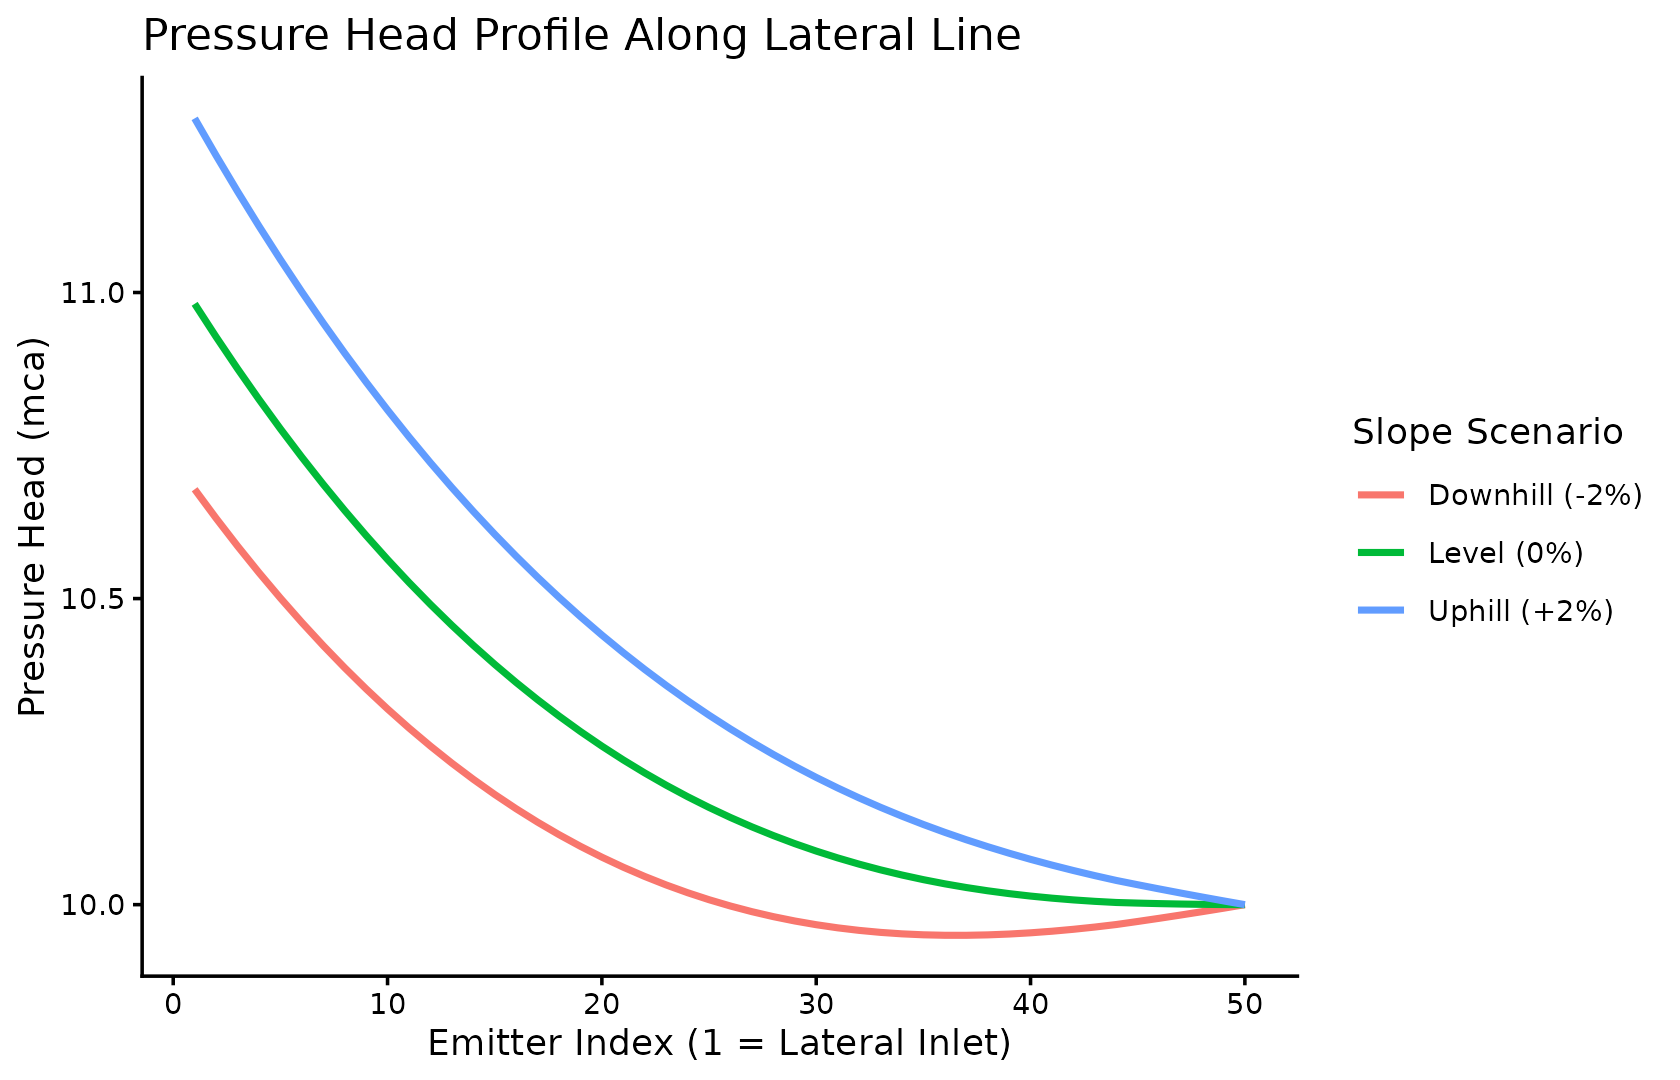 Pressure Head Profile Along Lateral Line
Pressure Head (mca)
11.0
10.5
10.0
0 10 20 30 40 50
Emitter Index (1 = Lateral Inlet)
Slope Scenario
Downhill (-2%)
Level (0%)
Uphill (+2%)